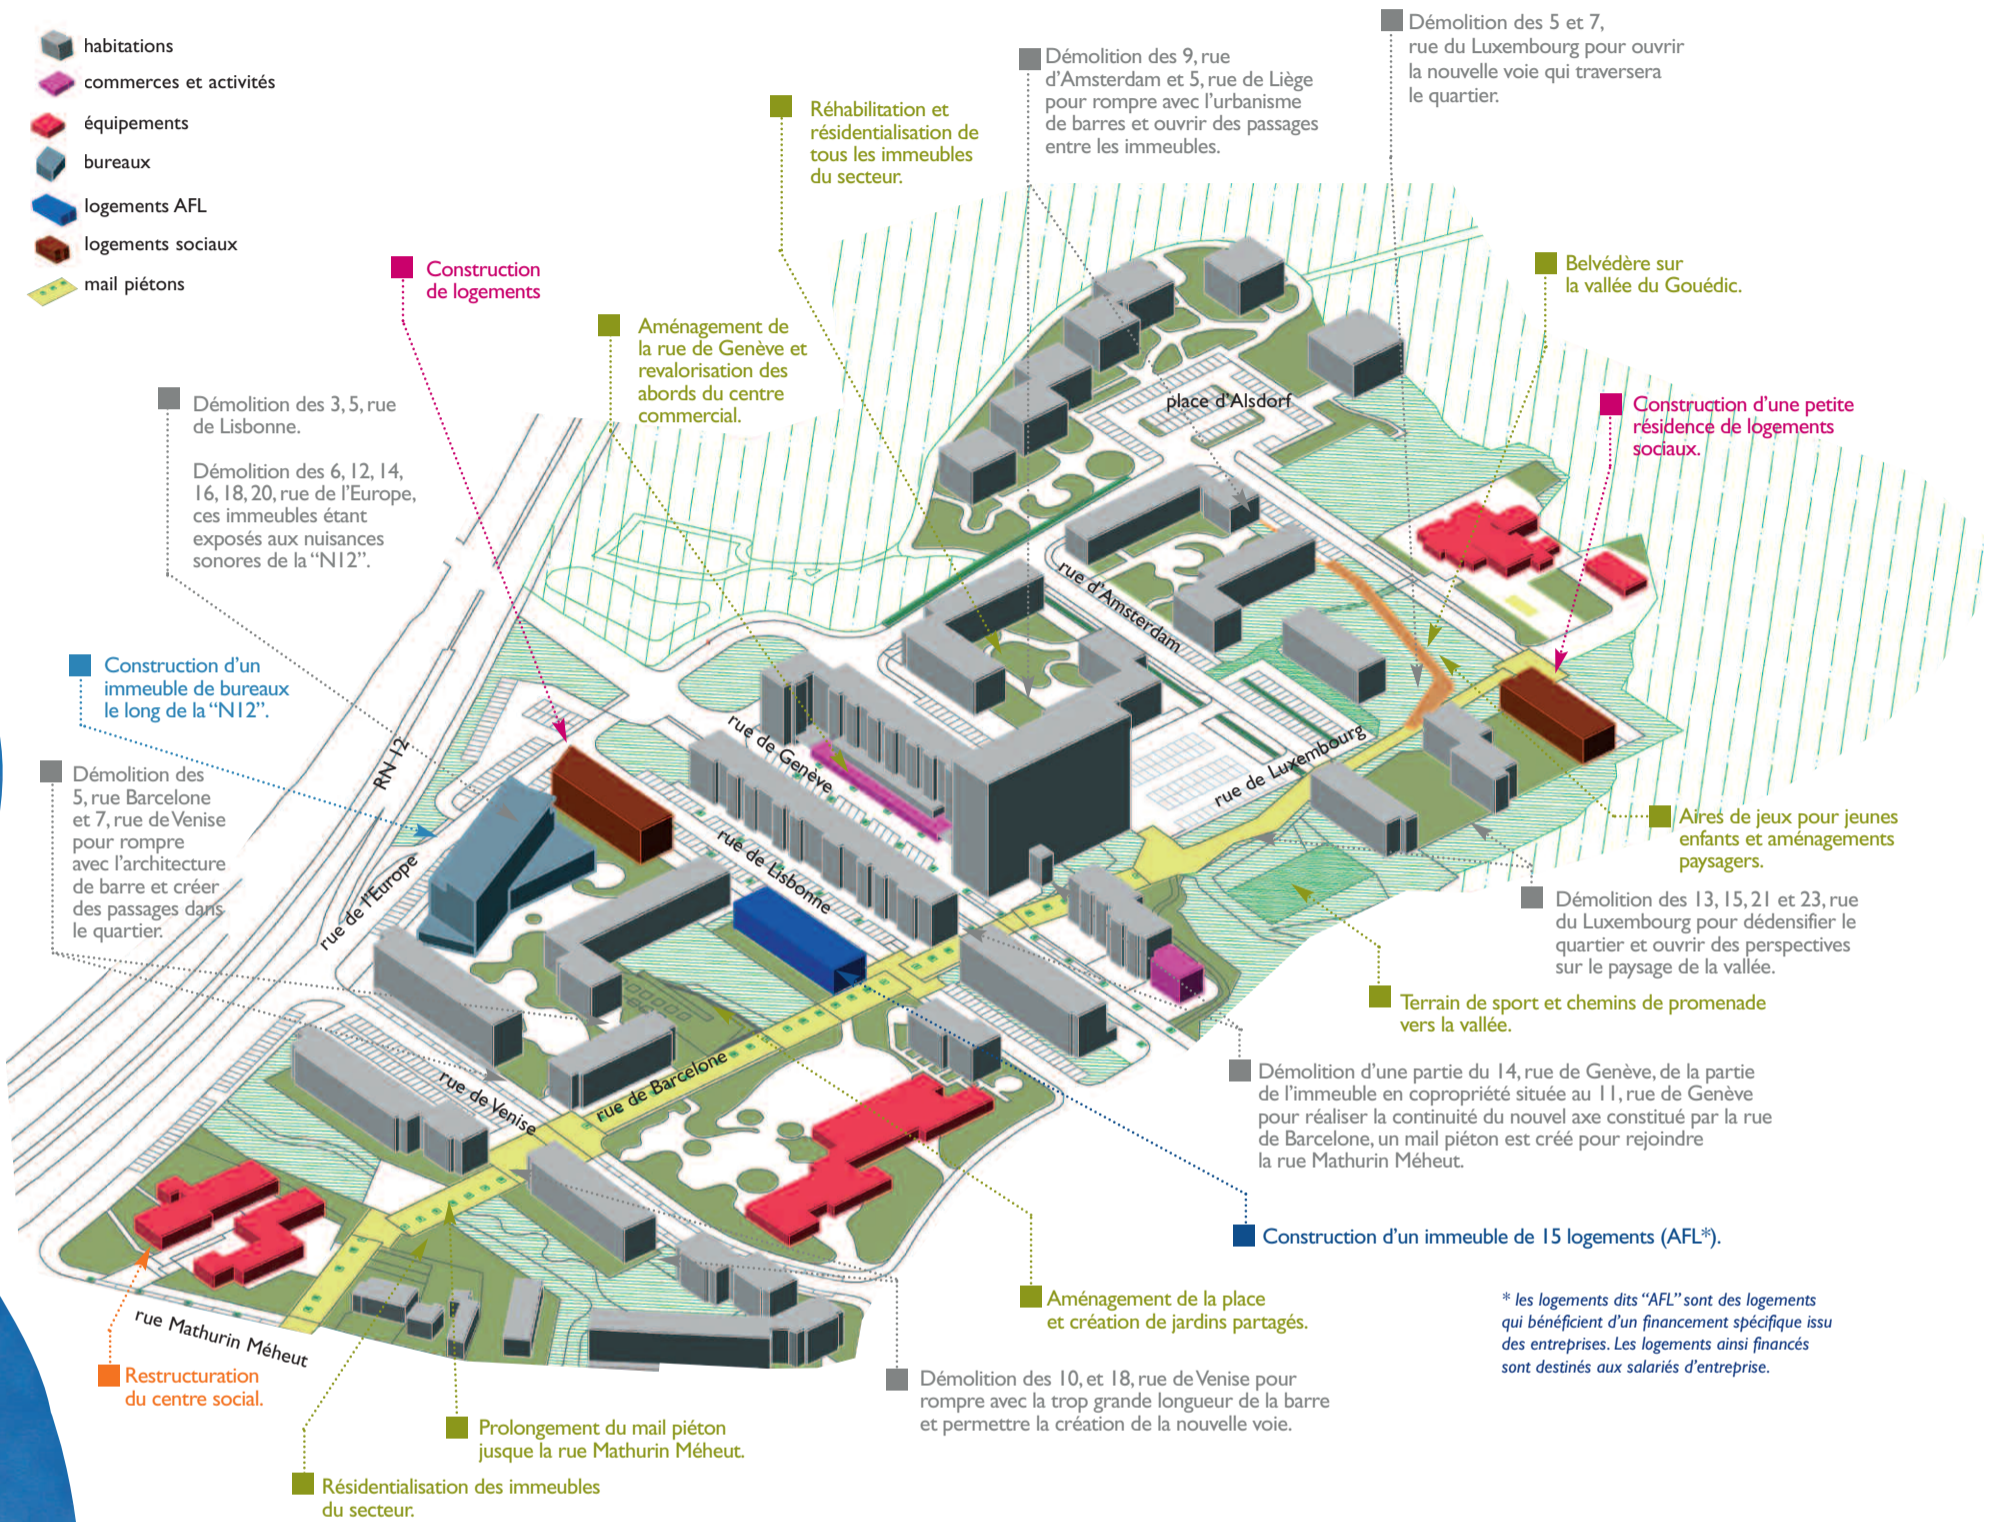 habitations
commerces et activités
équipements
bureaux
logements AFL
logements sociaux
mail piétons
Démolition des 5 et 7,
rue du Luxembourg pour ouvrir
la nouvelle voie qui traversera
le quartier.
Démolition des 9, rue
d'Amsterdam et 5, rue de Liège
pour rompre avec l'urbanisme
de barres et ouvrir des passages
entre les immeubles.
Réhabilitation et
résidentialisation de
tous les immeubles
du secteur.
Construction
de logements
Belvédère sur
la vallée du Gouédic.
Aménagement de
la rue de Genève et
revalorisation des
abords du centre
commercial.
Démolition des 3, 5, rue
de Lisbonne.
Démolition des 6, 12, 14,
16, 18, 20, rue de l'Europe,
ces immeubles étant
exposés aux nuisances
sonores de la "N12".
place d'Alsdorf
Construction d'une petite
résidence de logements
sociaux.
rue d'Amsterdam
Construction d'un
immeuble de bureaux
le long de la "N12".
RN 12
rue de Genève
rue de Luxembourg
Démolition des
5, rue Barcelone
et 7, rue de Venise
pour rompre
avec l'architecture
de barre et créer
des passages dans
le quartier.
rue de l'Europe
rue de Lisbonne
Aires de jeux pour jeunes
enfants et aménagements
paysagers.
Démolition des 13, 15, 21 et 23, rue
du Luxembourg pour dédensifier le
quartier et ouvrir des perspectives
sur le paysage de la vallée.
Terrain de sport et chemins de promenade
vers la vallée.
rue de Venise
rue de Barcelone
Démolition d'une partie du 14, rue de Genève, de la partie
de l'immeuble en copropriété située au 11, rue de Genève
pour réaliser la continuité du nouvel axe constitué par la rue
de Barcelone, un mail piéton est créé pour rejoindre
la rue Mathurin Méheut.
Construction d'un immeuble de 15 logements (AFL*).
Aménagement de la place
et création de jardins partagés.
* les logements dits "AFL" sont des logements
qui bénéficient d'un financement spécifique issu
des entreprises. Les logements ainsi financés
sont destinés aux salariés d'entreprise.
rue Mathurin Méheut
Restructuration
du centre social.
Démolition des 10, et 18, rue de Venise pour
rompre avec la trop grande longueur de la barre
et permettre la création de la nouvelle voie.
Prolongement du mail piéton
jusque la rue Mathurin Méheut.
Résidentialisation des immeubles
du secteur.